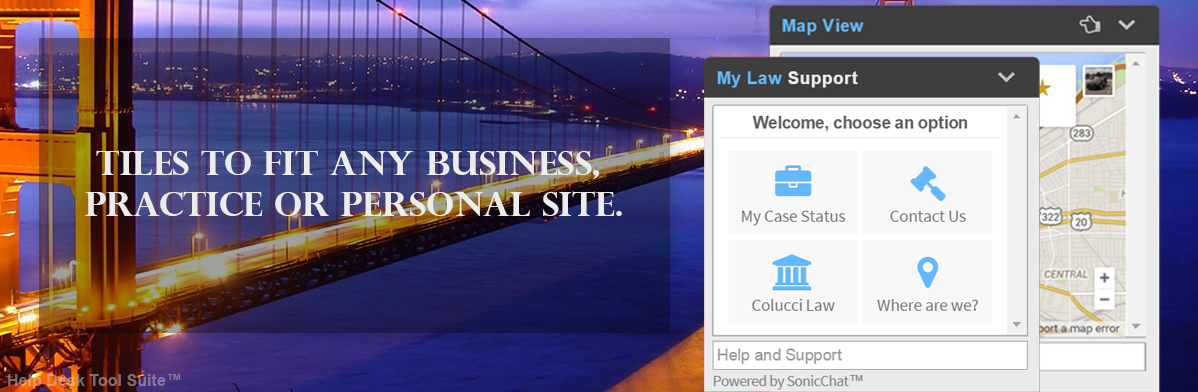 TILES TO FIT ANY BUSINESS,
PRACTICE OR PERSONAL SITE.
Help Desk Tool Suite™
Map View
My Law Support
Welcome, choose an option
My Case Status
Contact Us
Colucci Law
Where are we?
Help and Support
Powered by SonicChat™
283
322
20
CENTRAL
+
−
port a map error